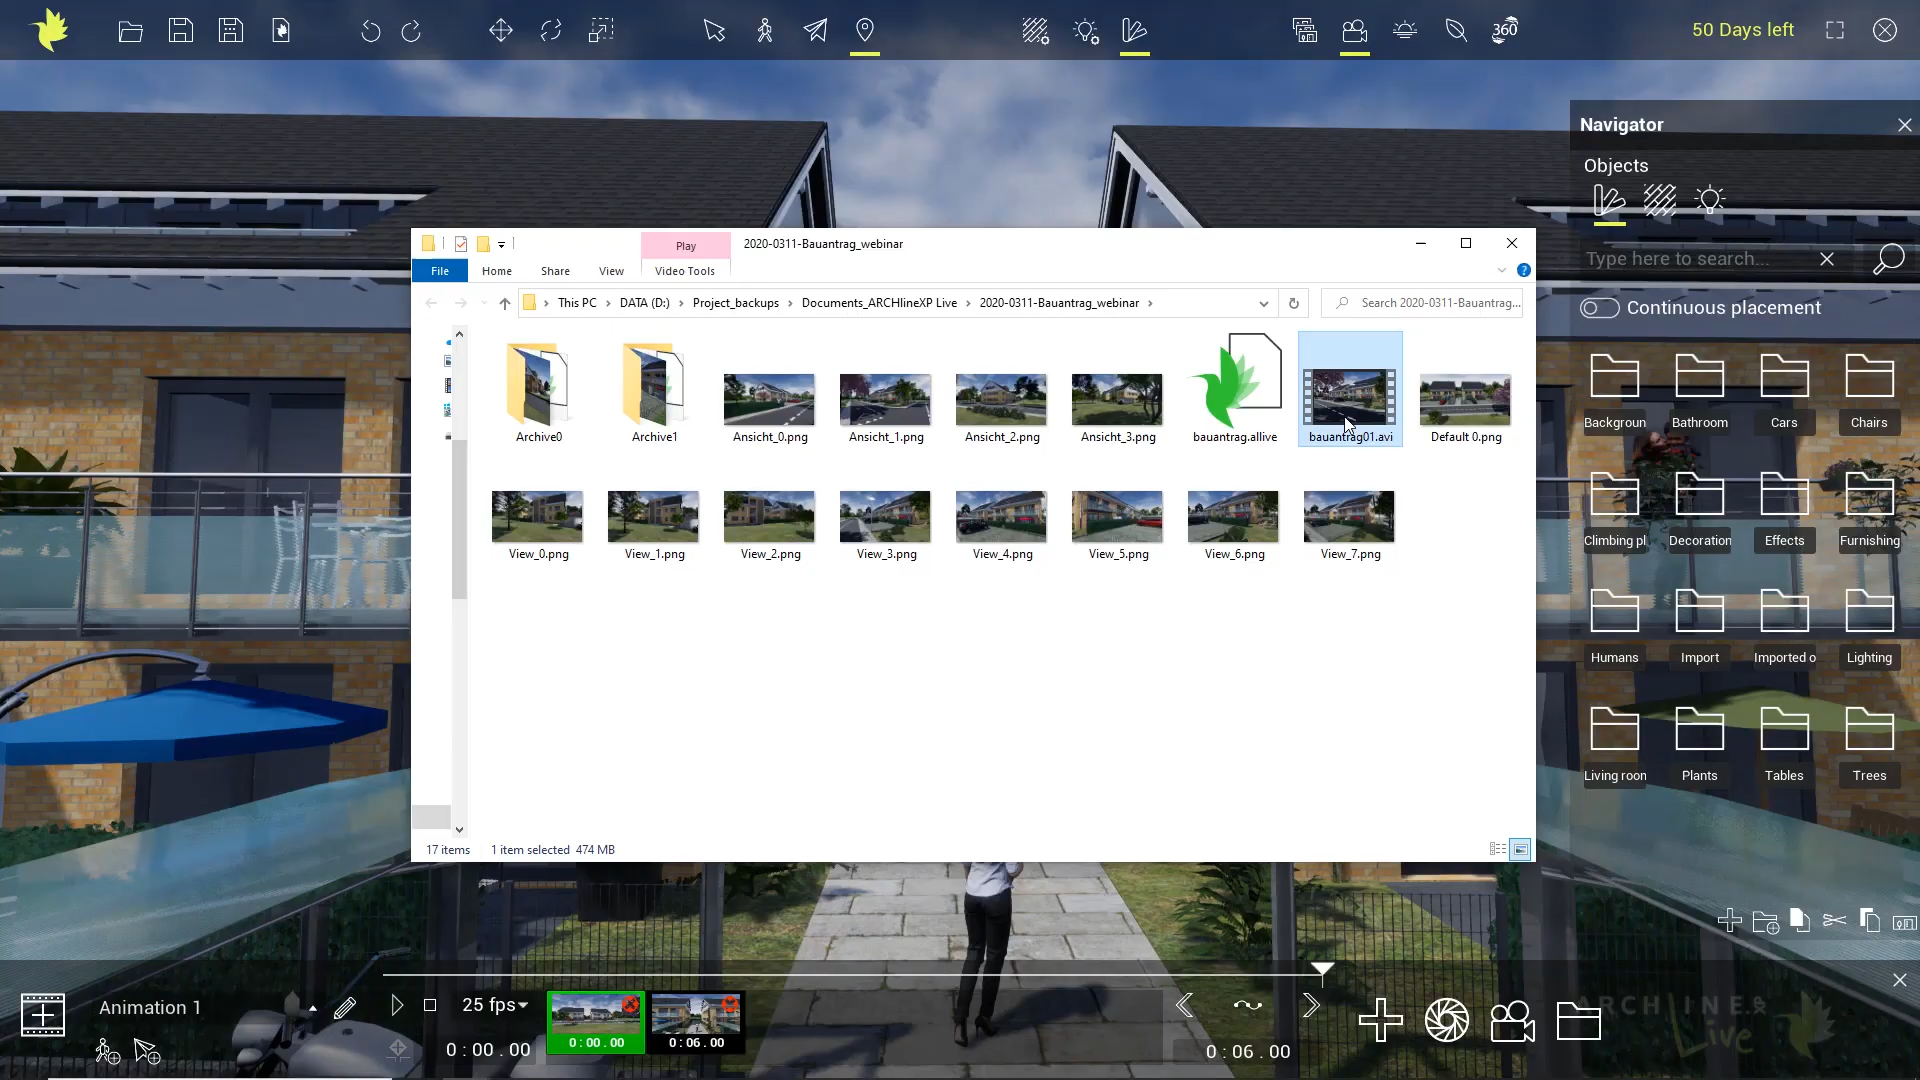 360
50 Days left
Navigator
Objects
Type here to search...
Continuous placement
Backgroun
Bathroom
Cars
Chairs
Climbing pl
Decoration
Effects
Furnishing
Humans
Import
Imported o
Lighting
Living roon
Plants
Tables
Trees
Play
2020-0311-Bauantrag_webinar
File
Home
Share
View
Video Tools
This PC
DATA (D:)
Project_backups
Documents_ARCHlineXP Live
2020-0311-Bauantrag_webinar
Search 2020-0311-Bauantrag...
Archive0
Archive1
Ansicht_0.png
Ansicht_1.png
Ansicht_2.png
Ansicht_3.png
bauantrag.allive
bauantrag01.avi
Default 0.png
View_0.png
View_1.png
View_2.png
View_3.png
View_4.png
View_5.png
View_6.png
View_7.png
17 items
1 item selected 474 MB
Animation 1
25 fps
0 : 00 . 00
0 : 00 . 00
0 : 06 . 00
0 : 06 . 00
Live